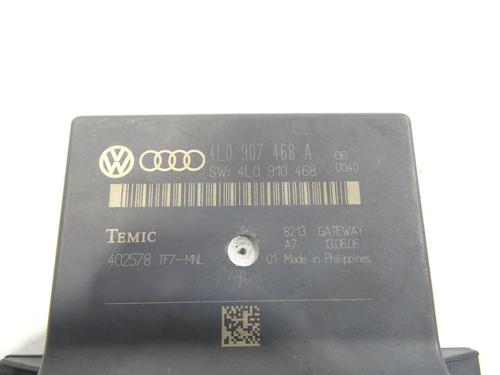 4L0 907 468 A 06
SW: 4L0 910 468 0040
TEMIC 8213 GATEWAY
A7 13.06.06
402578 TF7-MNL 01 Made in Philippines